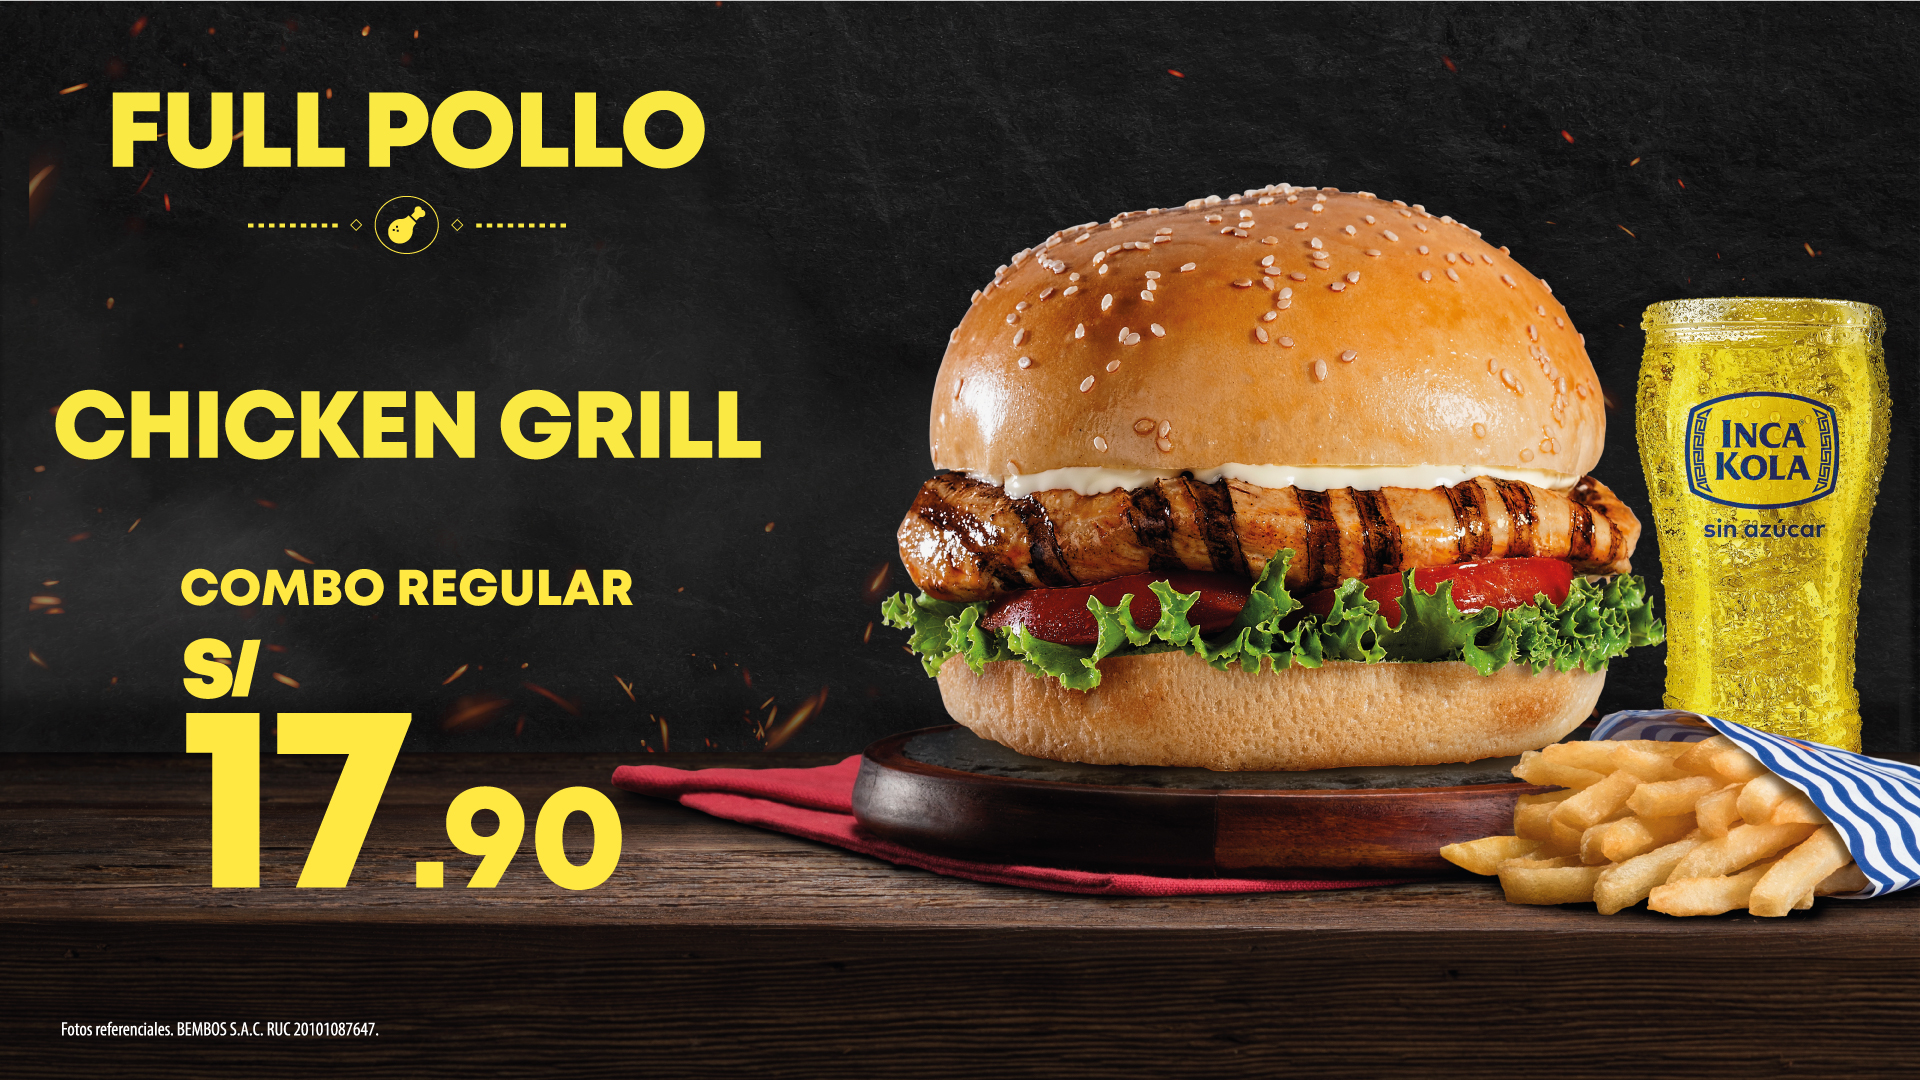 FULL POLLO
CHICKEN GRILL
COMBO REGULAR
S/
17.90
INCA
KOLA
sin azúcar
Fotos referenciales. BEMBOS S.A.C. RUC 20101087647.